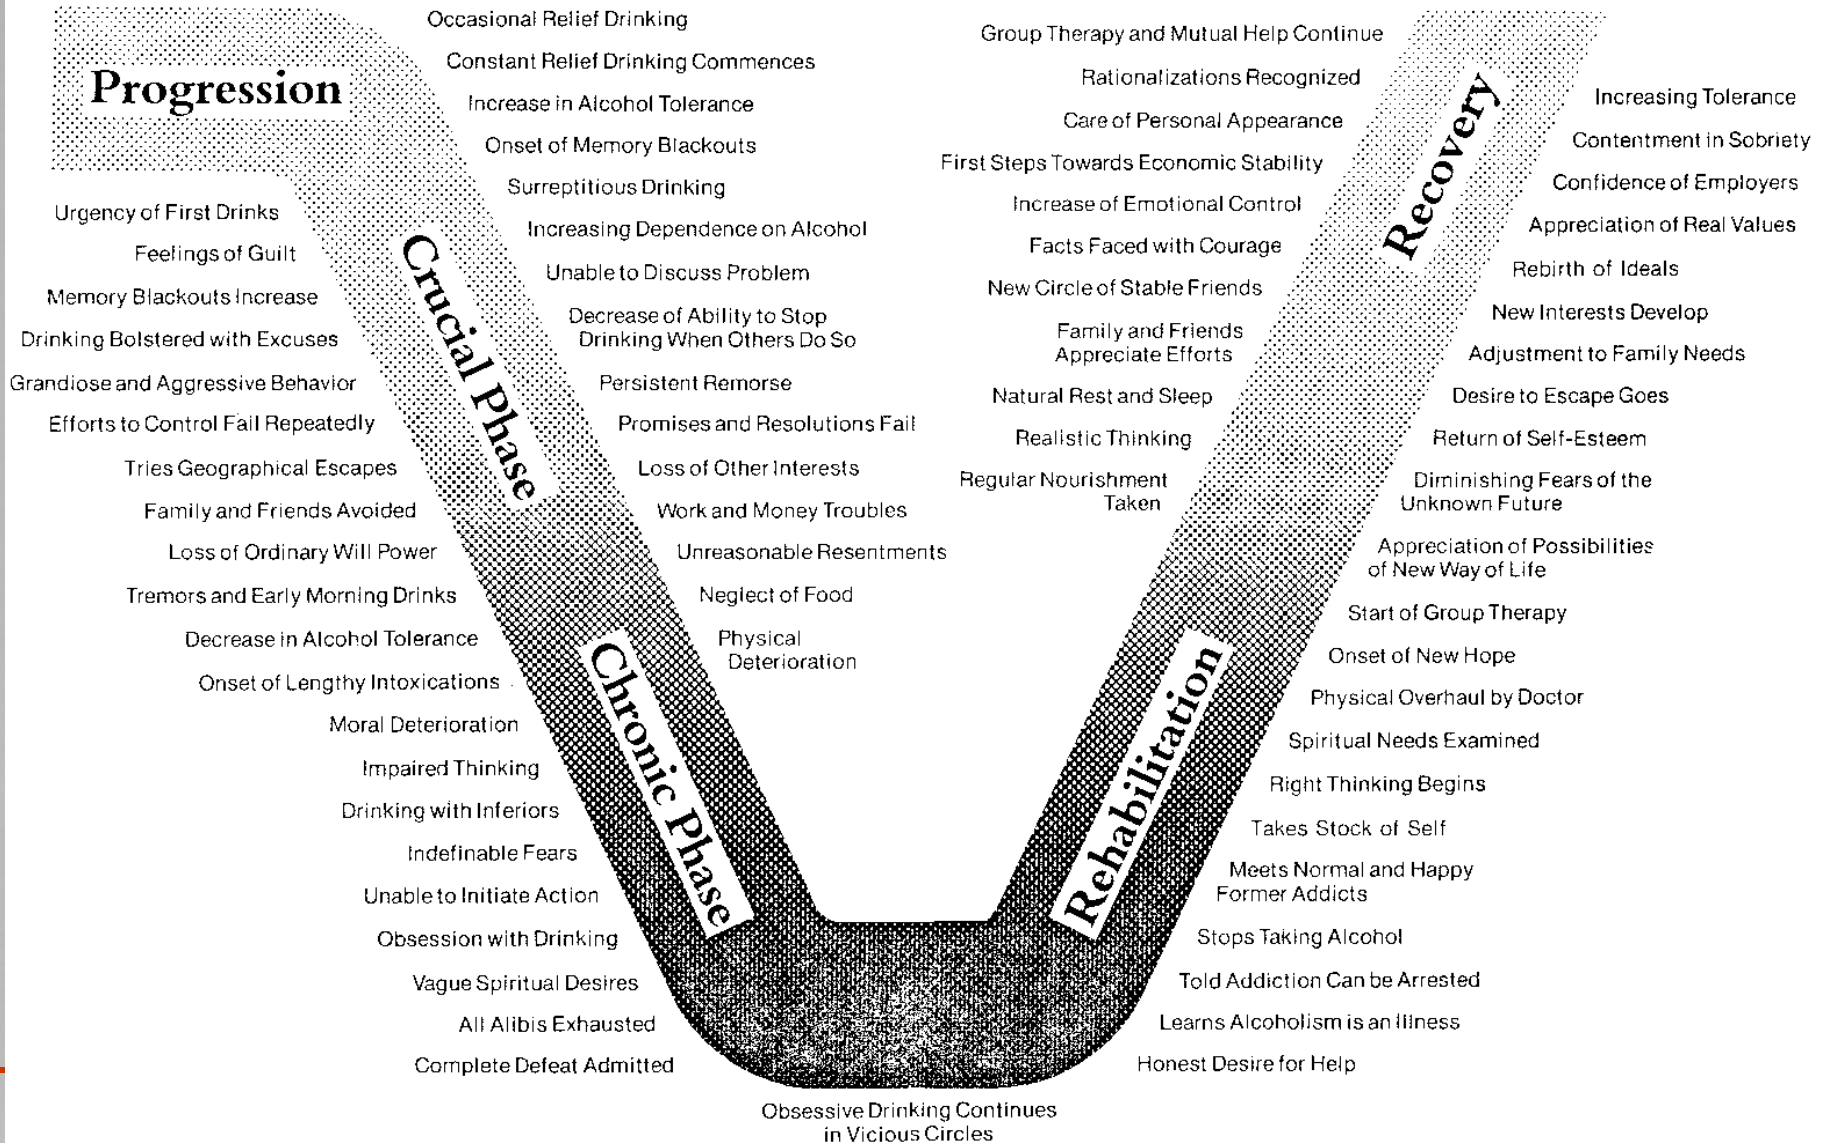 Progression
Occasional Relief Drinking
Constant Relief Drinking Commences
Increase in Alcohol Tolerance
Onset of Memory Blackouts
Surreptitious Drinking
Increasing Dependence on Alcohol
Unable to Discuss Problem
Decrease of Ability to Stop
Drinking When Others Do So
Persistent Remorse
Promises and Resolutions Fail
Loss of Other Interests
Work and Money Troubles
Unreasonable Resentments
Neglect of Food
Physical
Deterioration
Urgency of First Drinks
Feelings of Guilt
Memory Blackouts Increase
Drinking Bolstered with Excuses
Grandiose and Aggressive Behavior
Efforts to Control Fail Repeatedly
Tries Geographical Escapes
Family and Friends Avoided
Loss of Ordinary Will Power
Tremors and Early Morning Drinks
Decrease in Alcohol Tolerance
Onset of Lengthy Intoxications
Moral Deterioration
Impaired Thinking
Drinking with Inferiors
Indefinable Fears
Unable to Initiate Action
Obsession with Drinking
Vague Spiritual Desires
All Alibis Exhausted
Complete Defeat Admitted
Crucial Phase
Chronic Phase
Obsessive Drinking Continues
in Vicious Circles
Rehabilitation
Recovery
Group Therapy and Mutual Help Continue
Rationalizations Recognized
Care of Personal Appearance
First Steps Towards Economic Stability
Increase of Emotional Control
Facts Faced with Courage
New Circle of Stable Friends
Family and Friends
Appreciate Efforts
Natural Rest and Sleep
Realistic Thinking
Regular Nourishment
Taken
Increasing Tolerance
Contentment in Sobriety
Confidence of Employers
Appreciation of Real Values
Rebirth of Ideals
New Interests Develop
Adjustment to Family Needs
Desire to Escape Goes
Return of Self-Esteem
Diminishing Fears of the
Unknown Future
Appreciation of Possibilities
of New Way of Life
Start of Group Therapy
Onset of New Hope
Physical Overhaul by Doctor
Spiritual Needs Examined
Right Thinking Begins
Takes Stock of Self
Meets Normal and Happy
Former Addicts
Stops Taking Alcohol
Told Addiction Can be Arrested
Learns Alcoholism is an Illness
Honest Desire for Help